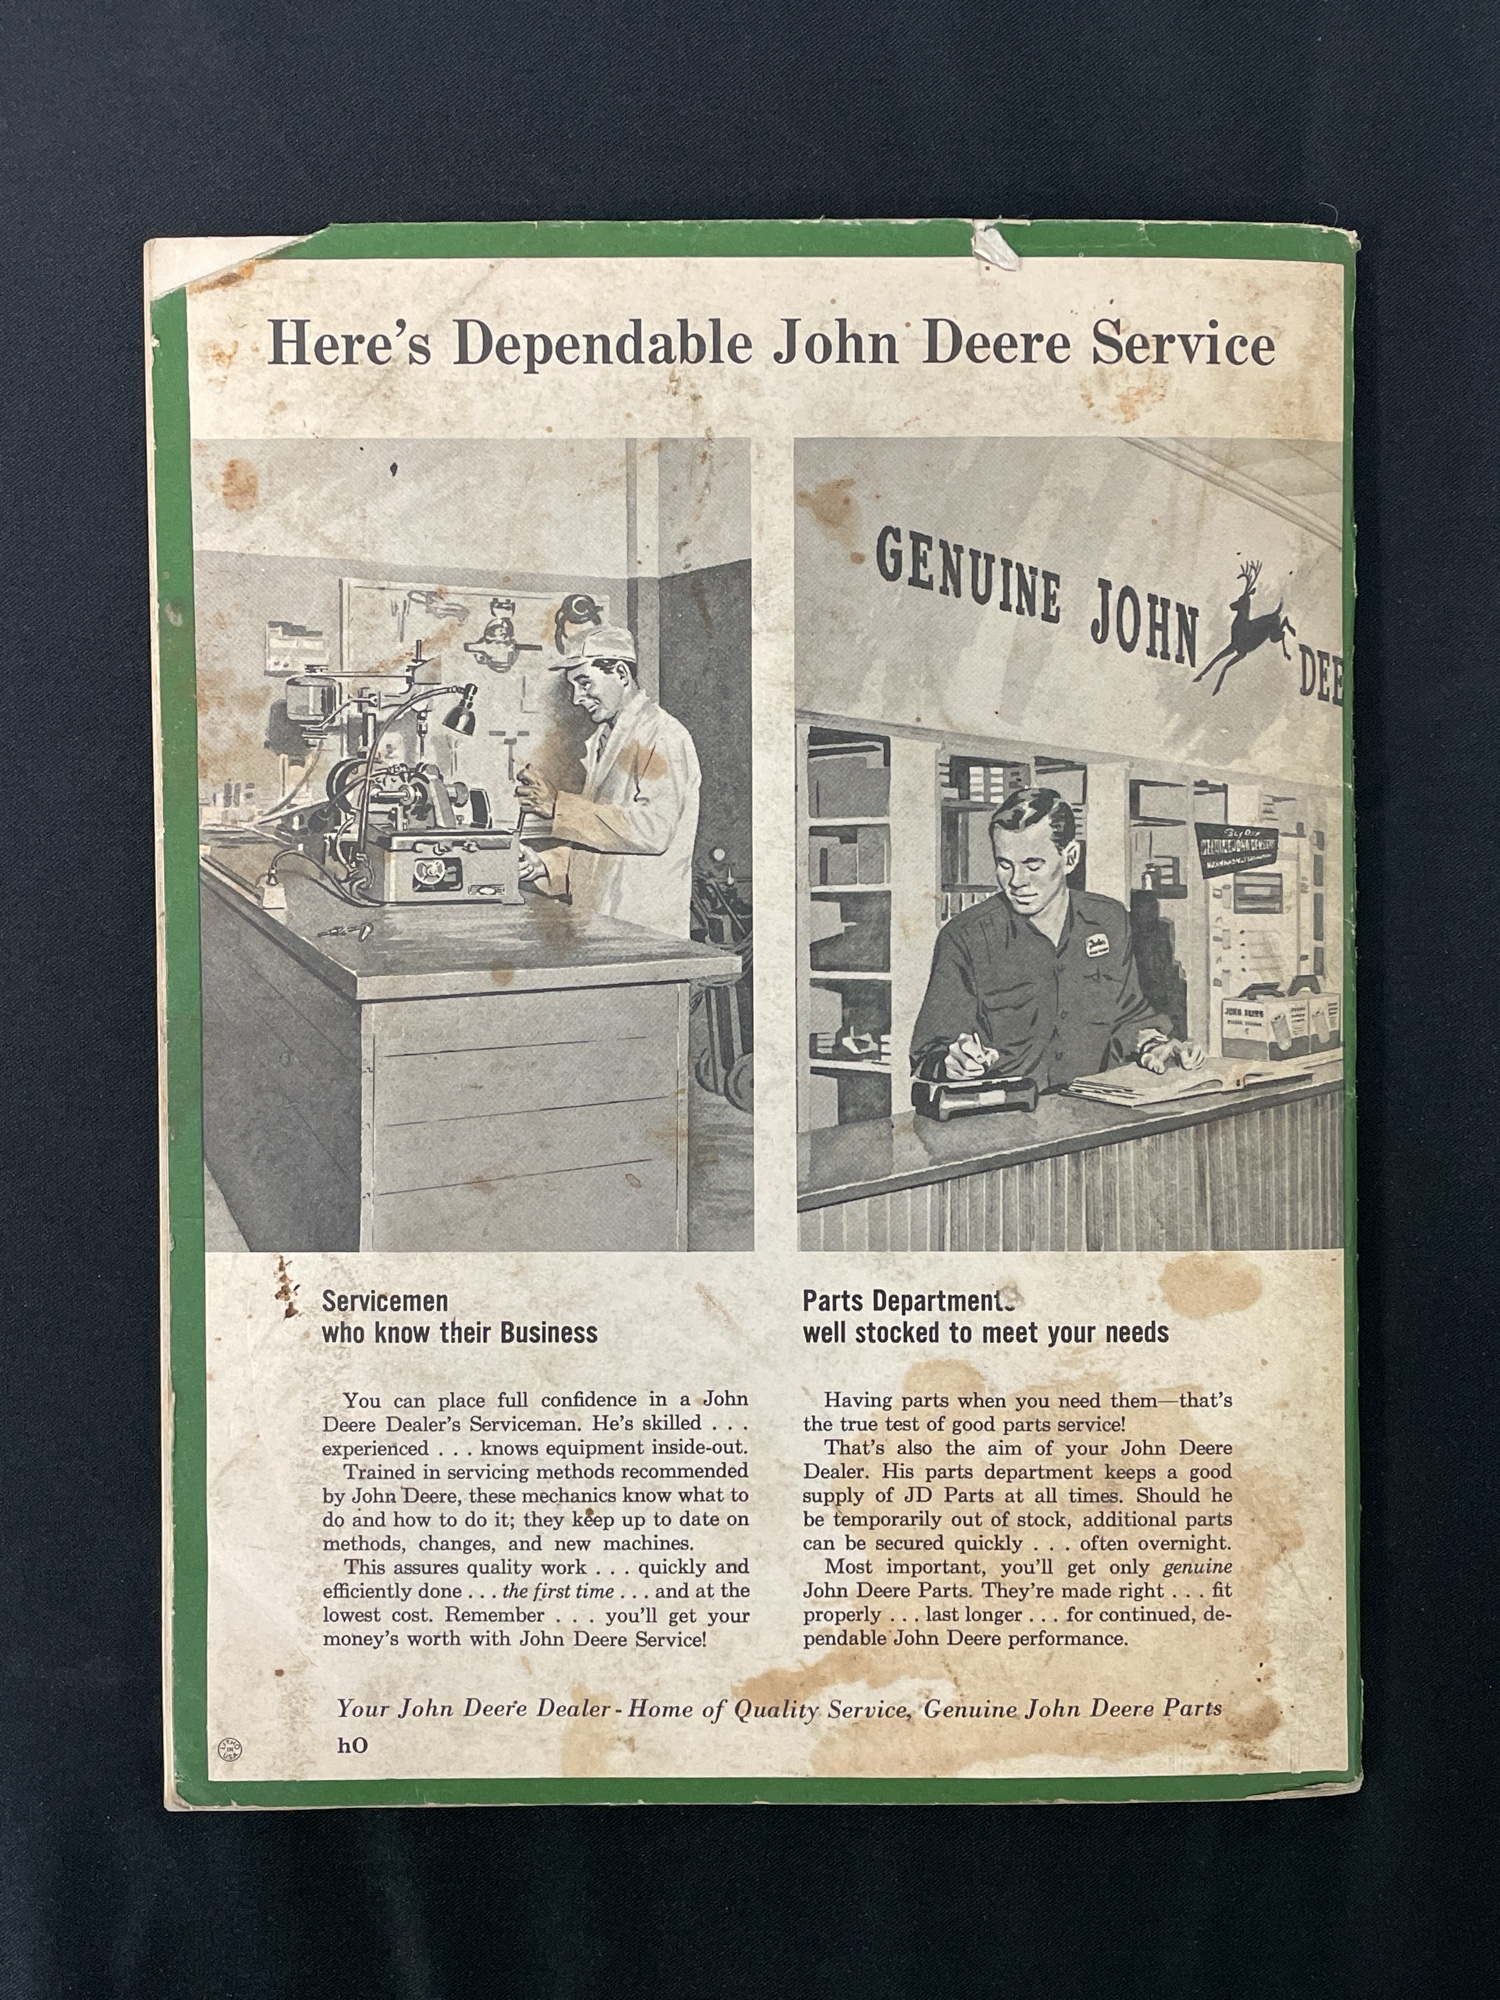 Here's Dependable John Deere Service
GENUINE JOHN DEE
JOHN DEERE
Servicemen
who know their Business
You can place full confidence in a John
Deere Dealer's Serviceman. He's skilled . . .
experienced . . . knows equipment inside-out.
Trained in servicing methods recommended
by John Deere, these mechanics know what to
do and how to do it; they keep up to date on
methods, changes, and new machines.
This assures quality work . . . quickly and
efficiently done . . . the first time . . . and at the
lowest cost. Remember . . . you'll get your
money's worth with John Deere Service!
Parts Departments
well stocked to meet your needs
Having parts when you need them—that's
the true test of good parts service!
That's also the aim of your John Deere
Dealer. His parts department keeps a good
supply of JD Parts at all times. Should he
be temporarily out of stock, additional parts
can be secured quickly . . . often overnight.
Most important, you'll get only genuine
John Deere Parts. They're made right . . . fit
properly . . . last longer . . . for continued, de-
pendable John Deere performance.
Your John Deere Dealer - Home of Quality Service, Genuine John Deere Parts
hO
LITHO
IN
USA